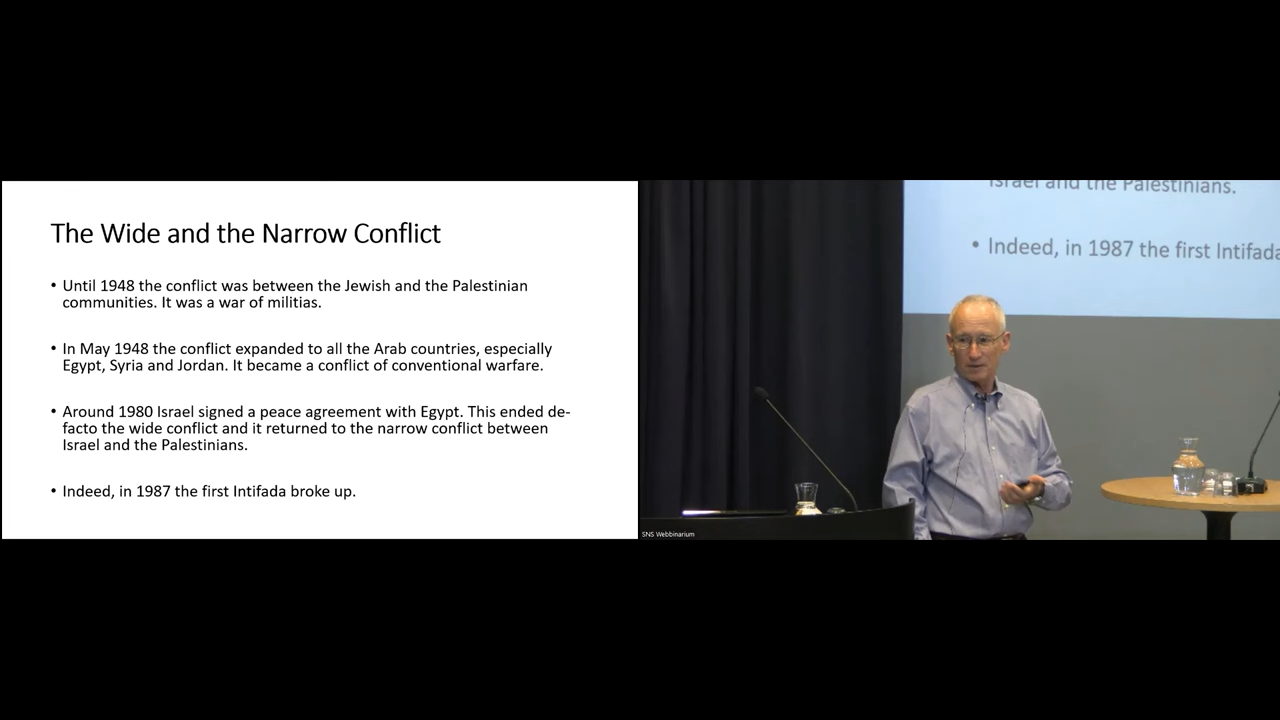 The Wide and the Narrow Conflict
• Until 1948 the conflict was between the Jewish and the Palestinian
communities. It was a war of militias.
• In May 1948 the conflict expanded to all the Arab countries, especially
Egypt, Syria and Jordan. It became a conflict of conventional warfare.
• Around 1980 Israel signed a peace agreement with Egypt. This ended de-
facto the wide conflict and it returned to the narrow conflict between
Israel and the Palestinians.
• Indeed, in 1987 the first Intifada broke up.
Israel and the Palestinians.
• Indeed, in 1987 the first Intifada
SNS Webbinarium